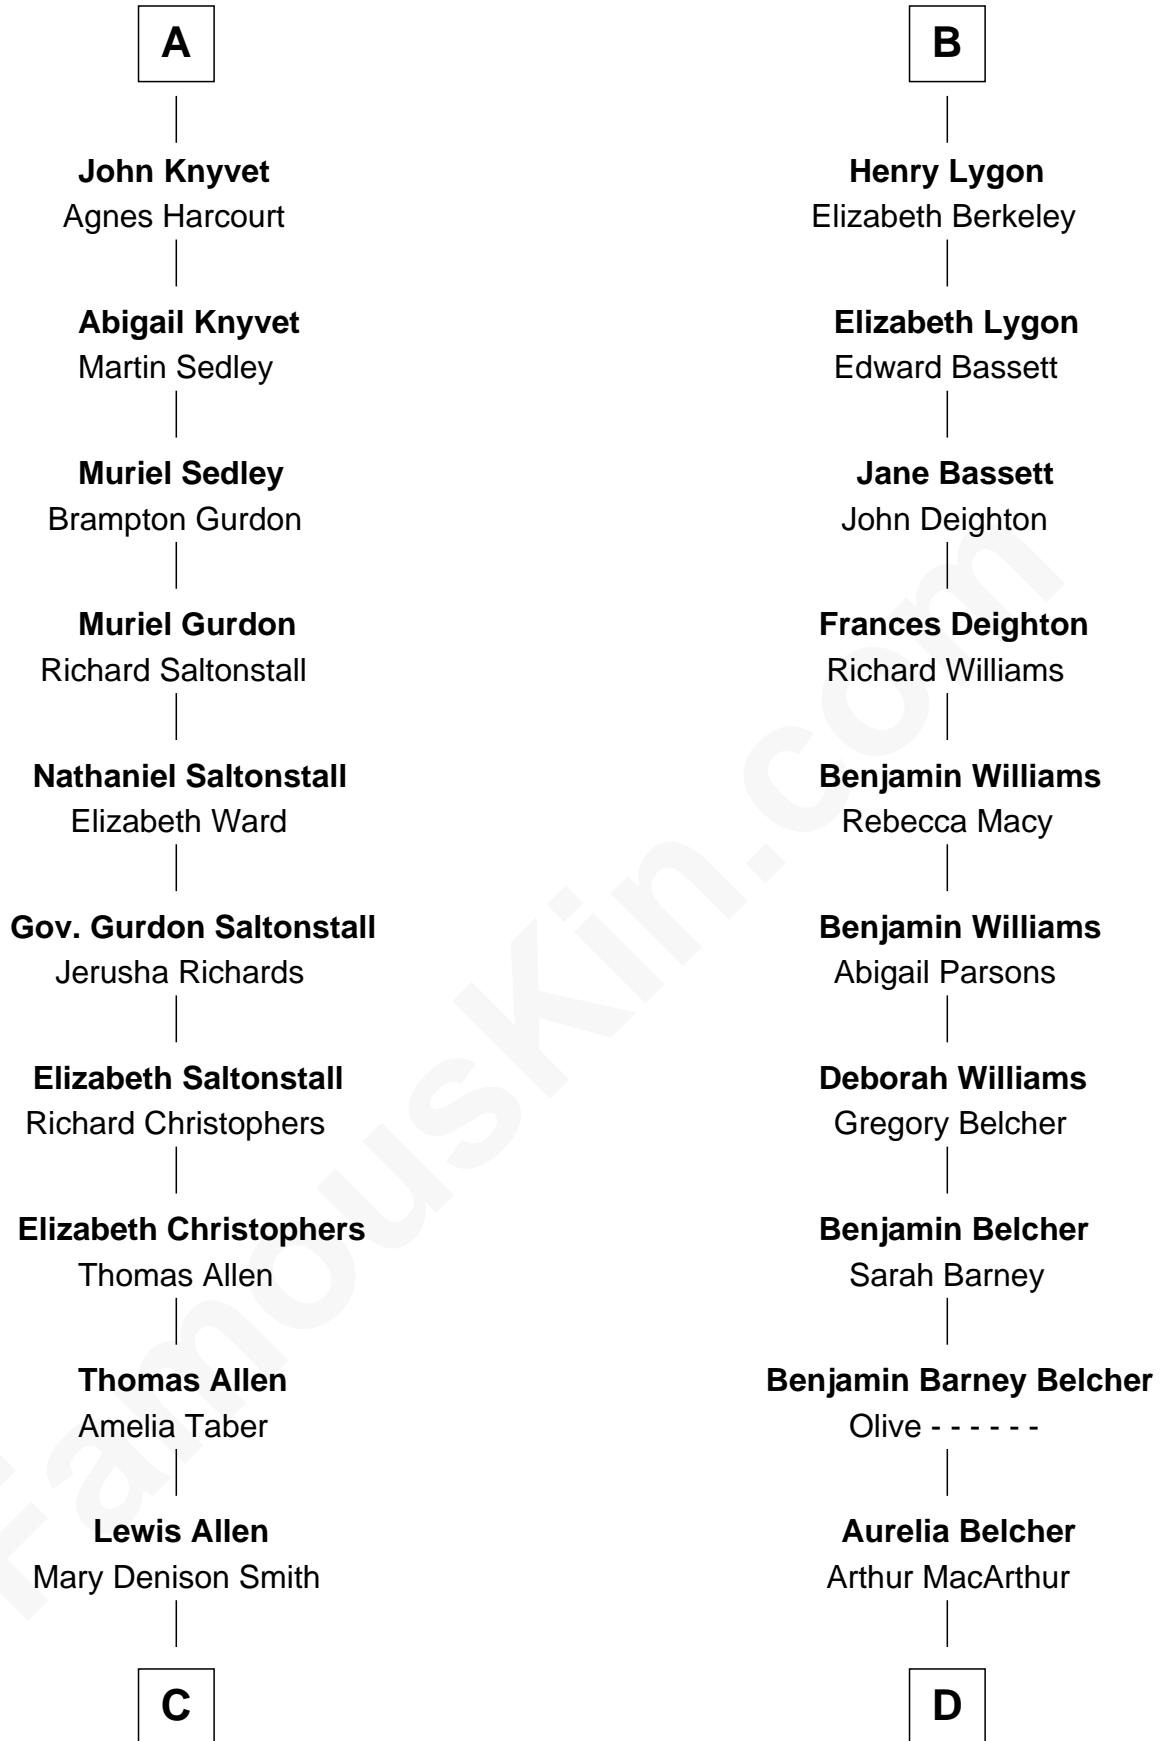 A
John Knyvet
Agnes Harcourt
Abigail Knyvet
Martin Sedley
Muriel Sedley
Brampton Gurdon
Muriel Gurdon
Richard Saltonstall
Nathaniel Saltonstall
Elizabeth Ward
Gov. Gurdon Saltonstall
Jerusha Richards
Elizabeth Saltonstall
Richard Christophers
Elizabeth Christophers
Thomas Allen
Thomas Allen
Amelia Taber
Lewis Allen
Mary Denison Smith
C
B
Henry Lygon
Elizabeth Berkeley
Elizabeth Lygon
Edward Bassett
Jane Bassett
John Deighton
Frances Deighton
Richard Williams
Benjamin Williams
Rebecca Macy
Benjamin Williams
Abigail Parsons
Deborah Williams
Gregory Belcher
Benjamin Belcher
Sarah Barney
Benjamin Barney Belcher
Olive - - - - - -
Aurelia Belcher
Arthur MacArthur
D
FamousKin.com